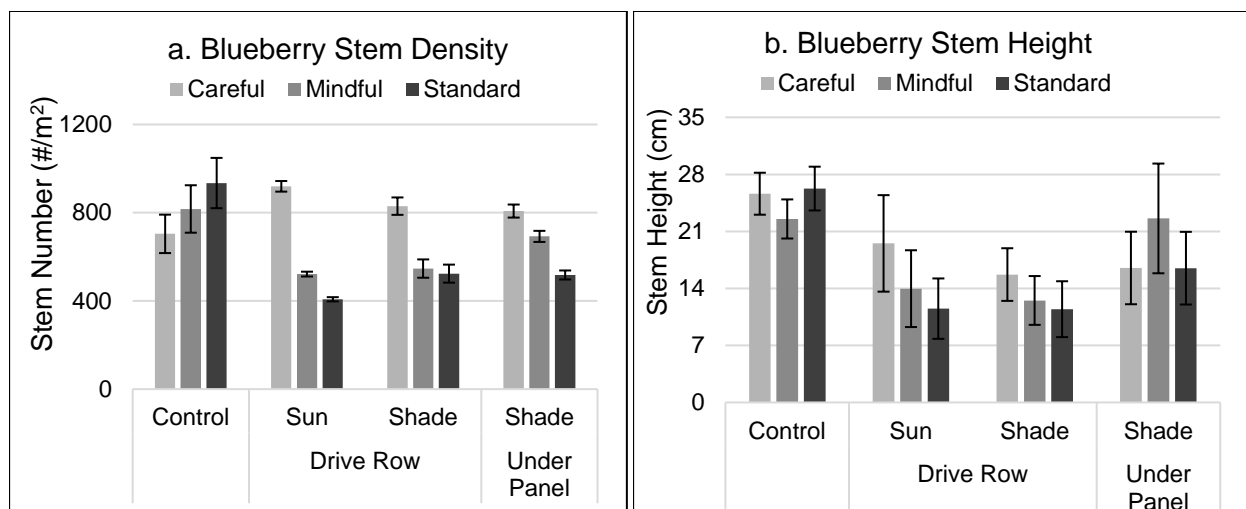 a. Blueberry Stem Density
Careful Mindful Standard
Stem Number (#/m²)
1200
800
400
0
Control Sun Shade Shade
Drive Row Under
Panel
b. Blueberry Stem Height
Careful Mindful Standard
Stem Height (cm)
35
28
21
14
7
0
Control Sun Shade Shade
Drive Row Under
Panel